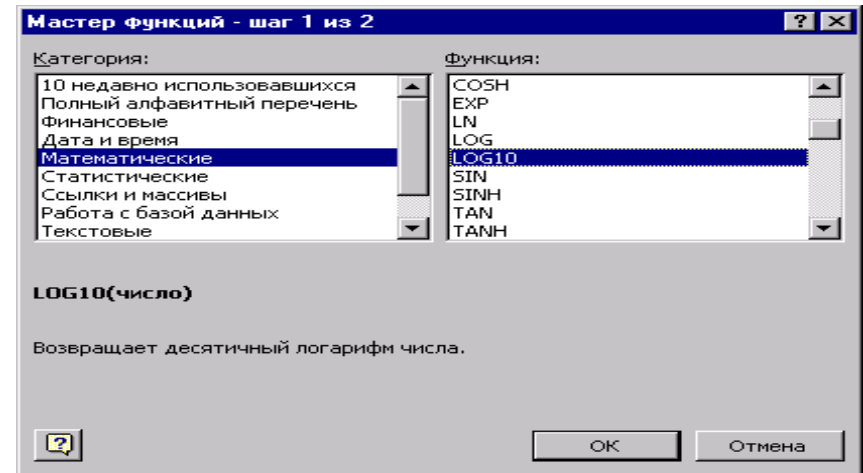 Мастер функций - шаг 1 из 2
Категория:
10 недавно использовавшихся
Полный алфавитный перечень
Финансовые
Дата и время
Математические
Статистические
Ссылки и массивы
Работа с базой данных
Текстовые
Функция:
COSH
EXP
LN
LOG
LOG10
SIN
SINH
TAN
TANH
LOG10(число)
Возвращает десятичный логарифм числа.
ОК
Отмена